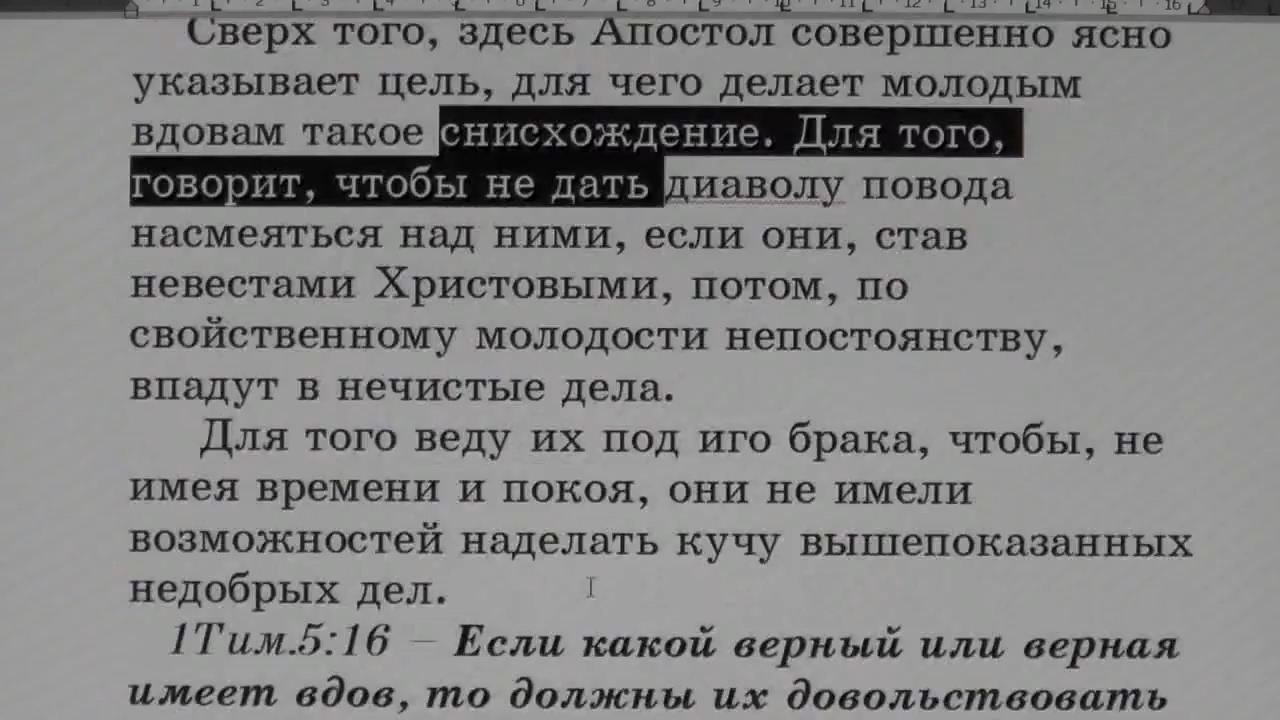 Сверх того, здесь Апостол совершенно ясно
указывает цель, для чего делает молодым
вдовам такое снисхождение. Для того,
говорит, чтобы не дать диаволу повода
насмеяться над ними, если они, став
невестами Христовыми, потом, по
свойственному молодости непостоянству,
впадут в нечистые дела.
Для того веду их под иго брака, чтобы, не
имея времени и покоя, они не имели
возможностей наделать кучу вышепоказанных
недобрых дел.
1Тим.5:16 – Если какой верный или верная
имеет вдов, то должны их довольствовать